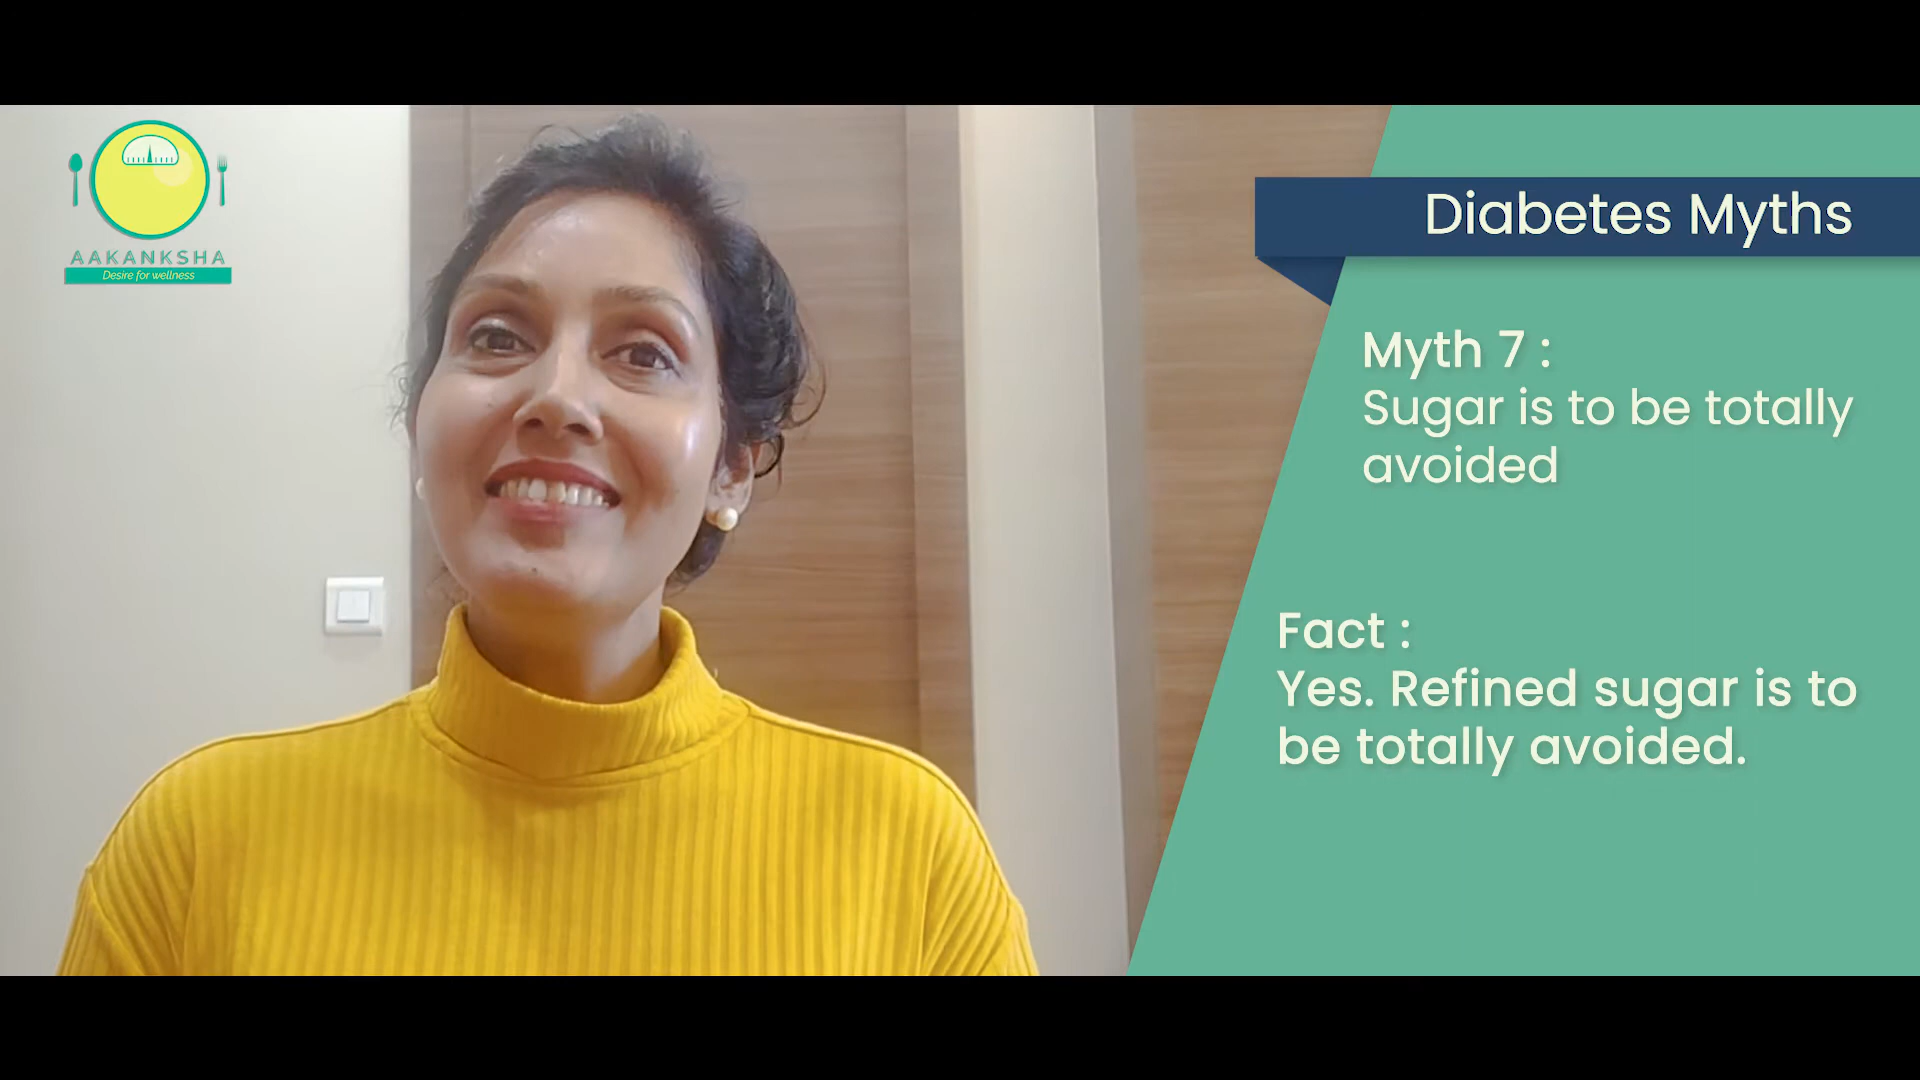 AAKANKSHA
Desire for wellness
Diabetes Myths
Myth 7 :
Sugar is to be totally
avoided
Fact :
Yes. Refined sugar is to
be totally avoided.